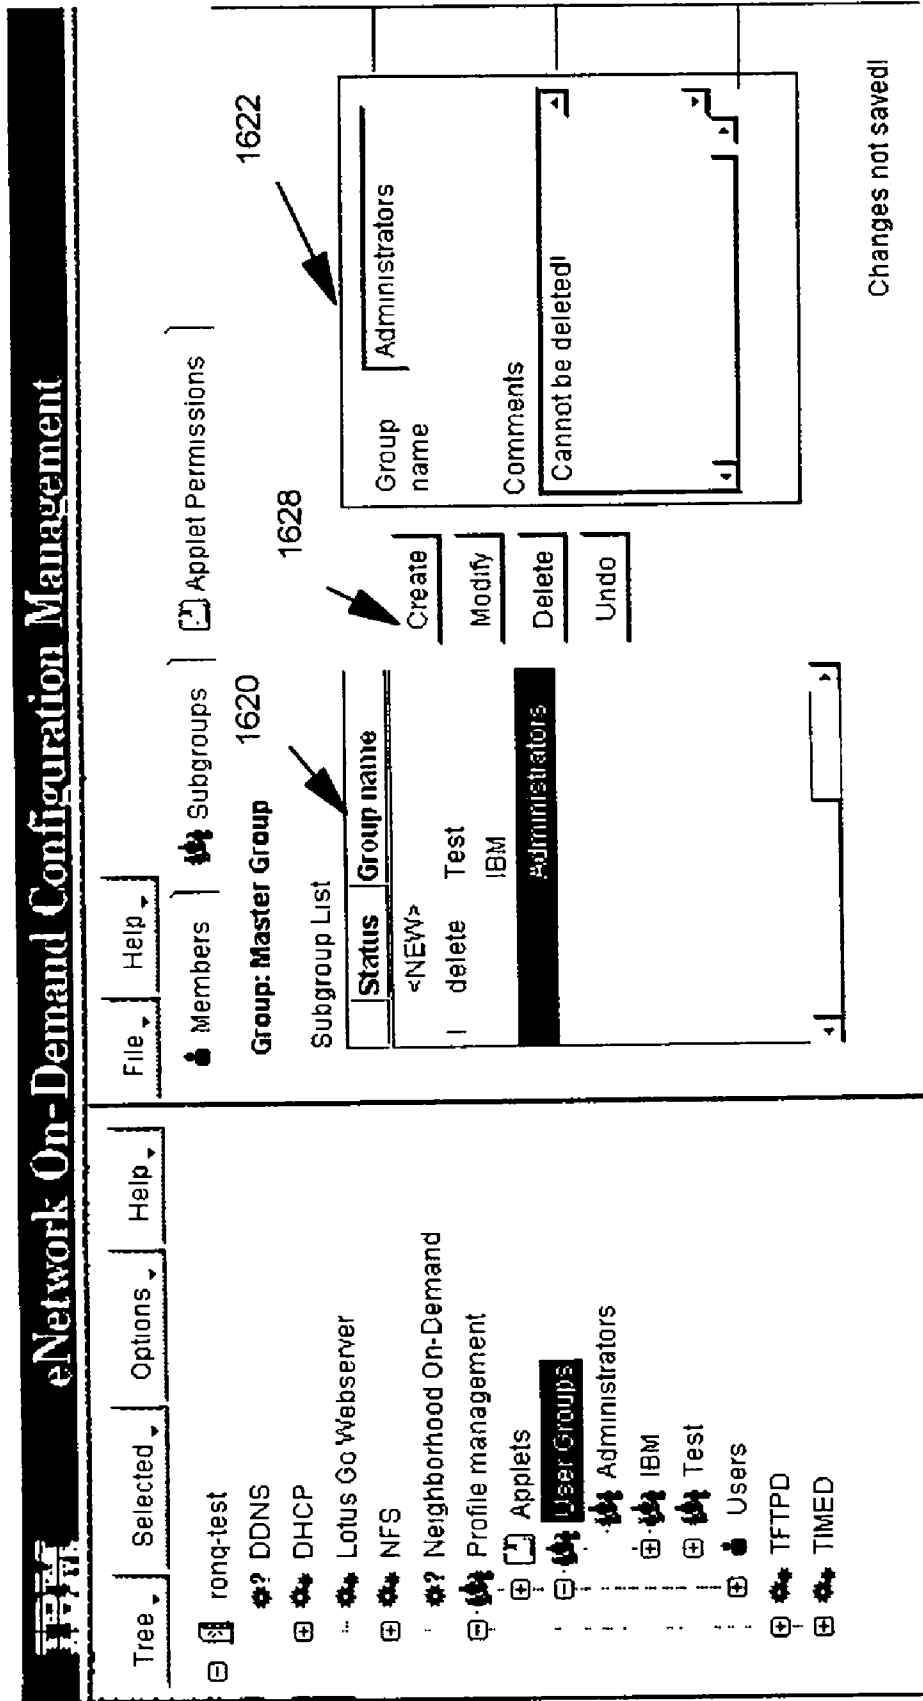 IBM
eNetwork On-Demand Configuration Management
Tree
Selected
Options
Help
ronq-test
? DDNS
DHCP
Lotus Go Webserver
NFS
? Neighborhood On-Demand
Profile management
Applets
User Groups
Administrators
IBM
Test
Users
TFTPD
TIMED
File
Help
Members
Subgroups
Applet Permissions
Group: Master Group
1620
1628
1622
Subgroup List
Status Group name
<NEW>
! delete Test
IBM
Administrators
Create
Modify
Delete
Undo
Group
name
Administrators
Comments
Cannot be deleted!
Changes not saved!